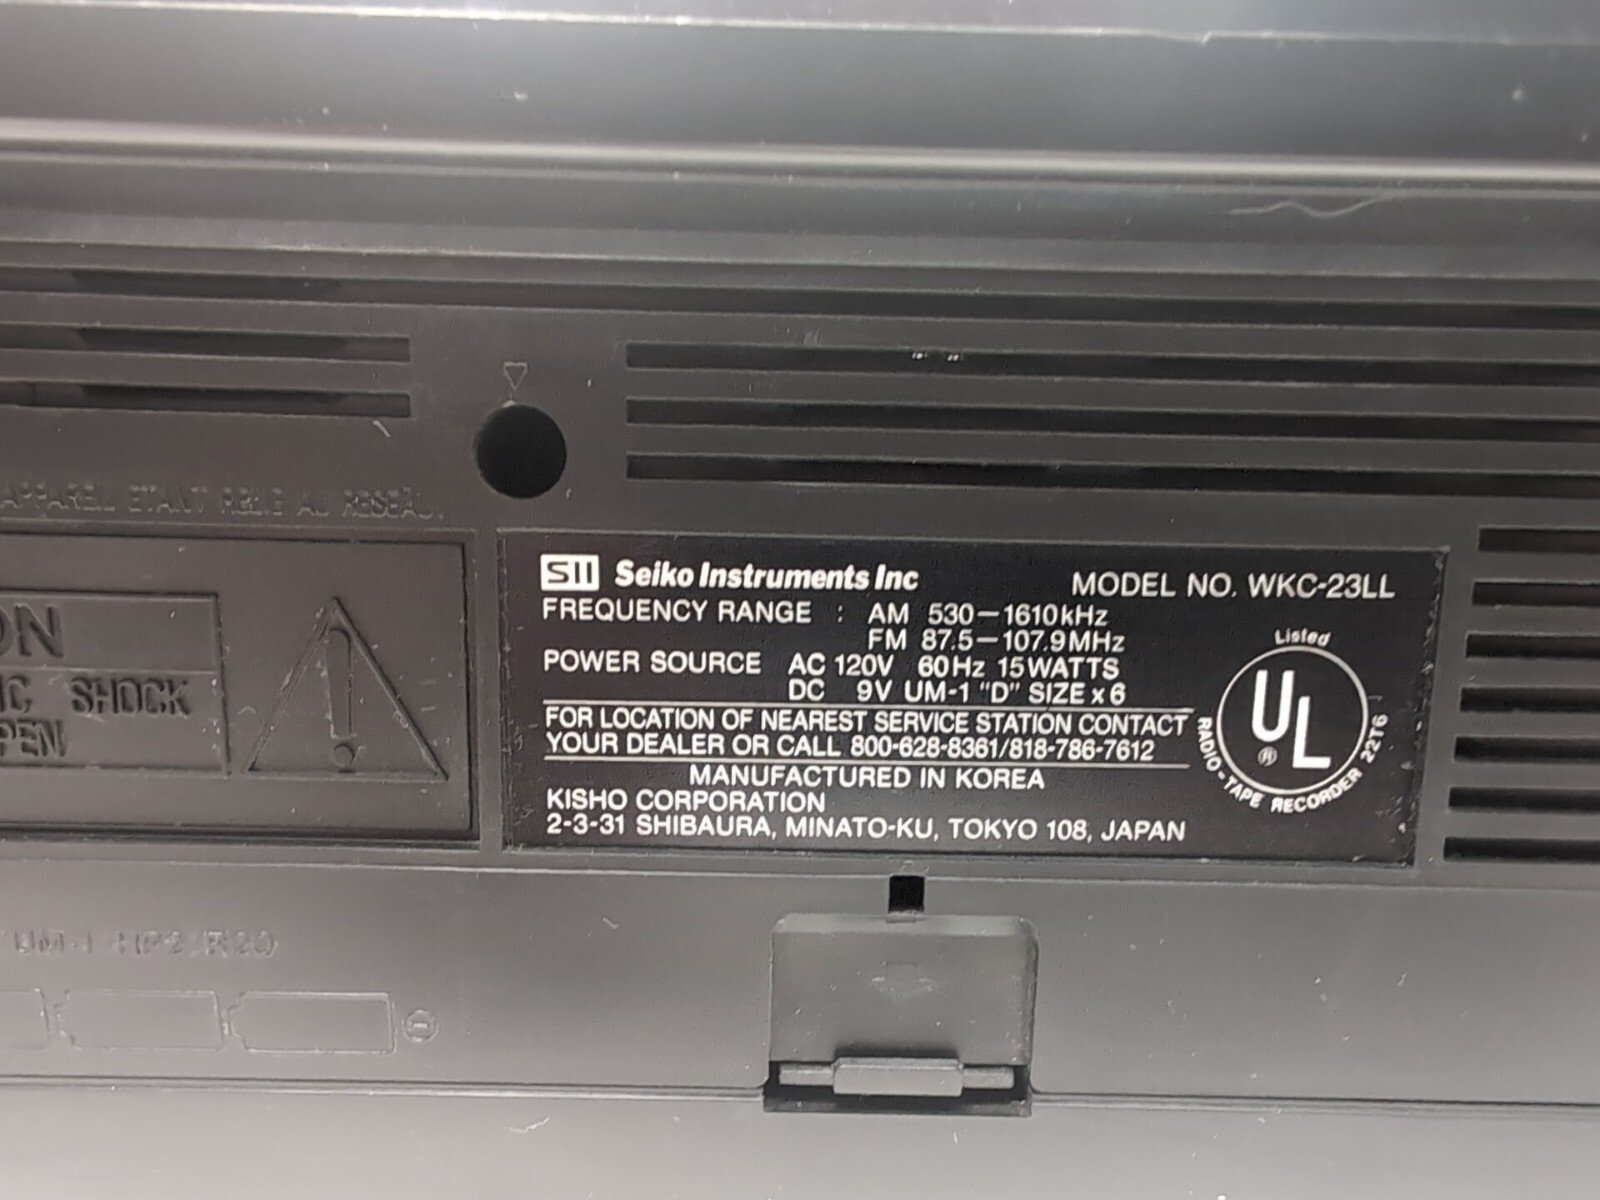 APPAREIL ETANT RELIE AU RESEAU.
ON
IC SHOCK
PEN
SII Seiko Instruments Inc
MODEL NO. WKC-23LL
FREQUENCY RANGE : AM 530-1610kHz
FM 87.5-107.9MHz
POWER SOURCE AC 120V 60Hz 15WATTS
DC 9V UM-1 "D" SIZE x 6
FOR LOCATION OF NEAREST SERVICE STATION CONTACT
YOUR DEALER OR CALL 800-628-8361/818-786-7612
MANUFACTURED IN KOREA
KISHO CORPORATION
2-3-31 SHIBAURA, MINATO-KU, TOKYO 108, JAPAN
Listed
UL
®
RADIO-TAPE RECORDER 22T6
UM-1/HP2/R20